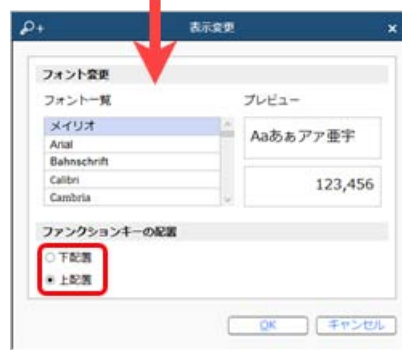 表示変更
フォント変更
フォント一覧
プレビュー
メイリオ
Arial
Bahnschrift
Calibri
Cambria
Aaあぁアァ亜宇
123,456
ファンクションキーの配置
下配置
上配置
OK
キャンセル